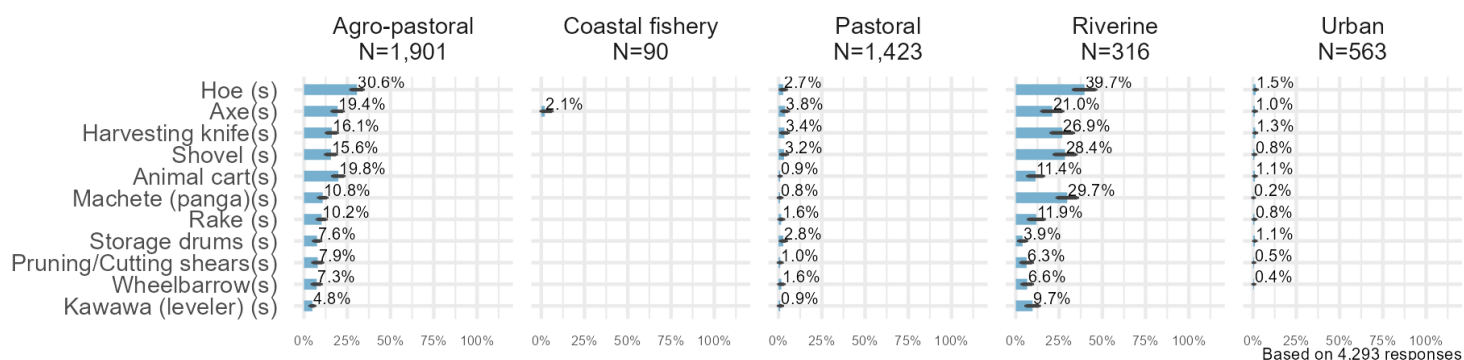 Agro-pastoral Coastal fishery Pastoral Riverine Urban
N=1,901 N=90 N=1,423 N=316 N=563
Hoe (s) 30.6% 2.7% 39.7% 1.5%
Axe(s) 19.4% 2.1% 3.8% 21.0% 1.0%
Harvesting knife(s) 16.1% 3.4% 26.9% 1.3%
Shovel (s) 15.6% 3.2% 28.4% 0.8%
Animal cart(s) 19.8% 0.9% 11.4% 1.1%
Machete (panga)(s) 10.8% 0.8% 29.7% 0.2%
Rake (s) 10.2% 1.6% 11.9% 0.8%
Storage drums (s) 7.6% 2.8% 3.9% 1.1%
Pruning/Cutting shears(s) 7.9% 1.0% 6.3% 0.5%
Wheelbarrow(s) 7.3% 1.6% 6.6% 0.4%
Kawawa (leveler) (s) 4.8% 0.9% 9.7%
0% 25% 50% 75% 100% 0% 25% 50% 75% 100% 0% 25% 50% 75% 100% 0% 25% 50% 75% 100% 0% 25% 50% 75% 100%
Based on 4,293 responses